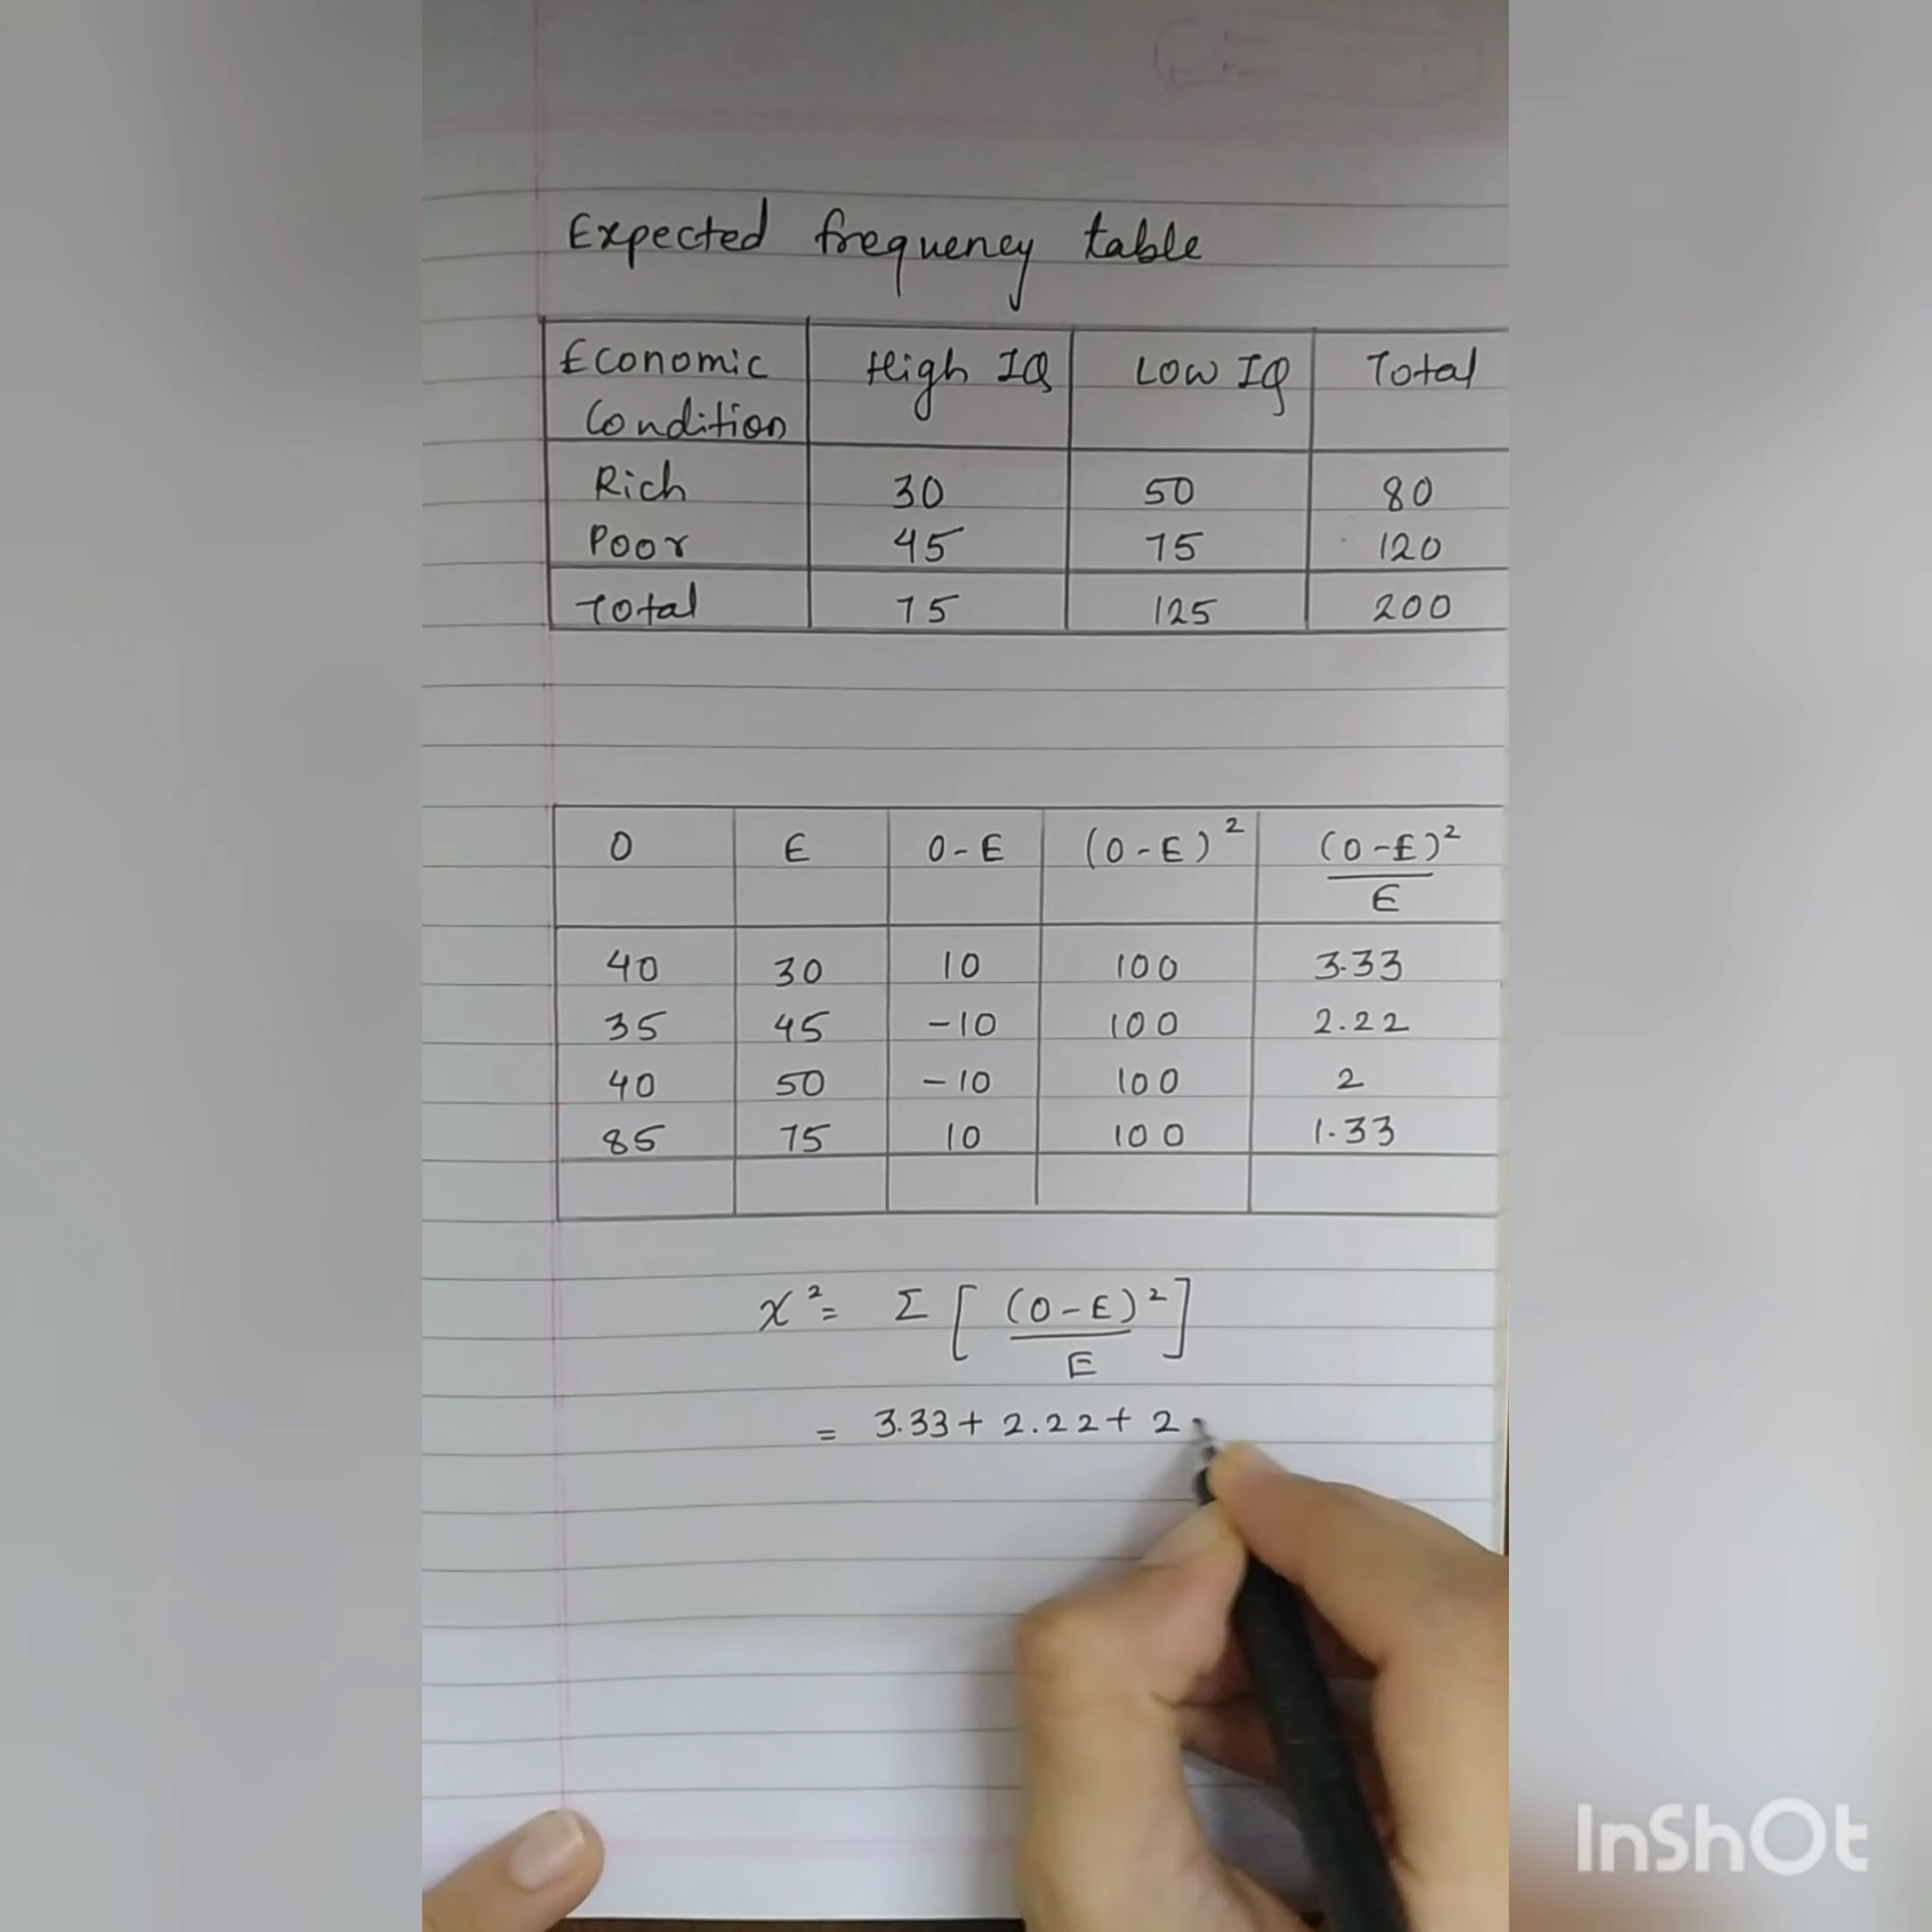 Expected frequency table
Economic Condition High IQ Low IQ Total
Rich 30 50 80
Poor 45 75 120
Total 75 125 200
O E O-E (O-E)² (O-E)²/E
40 30 10 100 3.33
35 45 -10 100 2.22
40 50 -10 100 2
85 75 10 100 1.33
χ² = Σ [(O-E)²/E]
= 3.33 + 2.22 + 2
InShOt